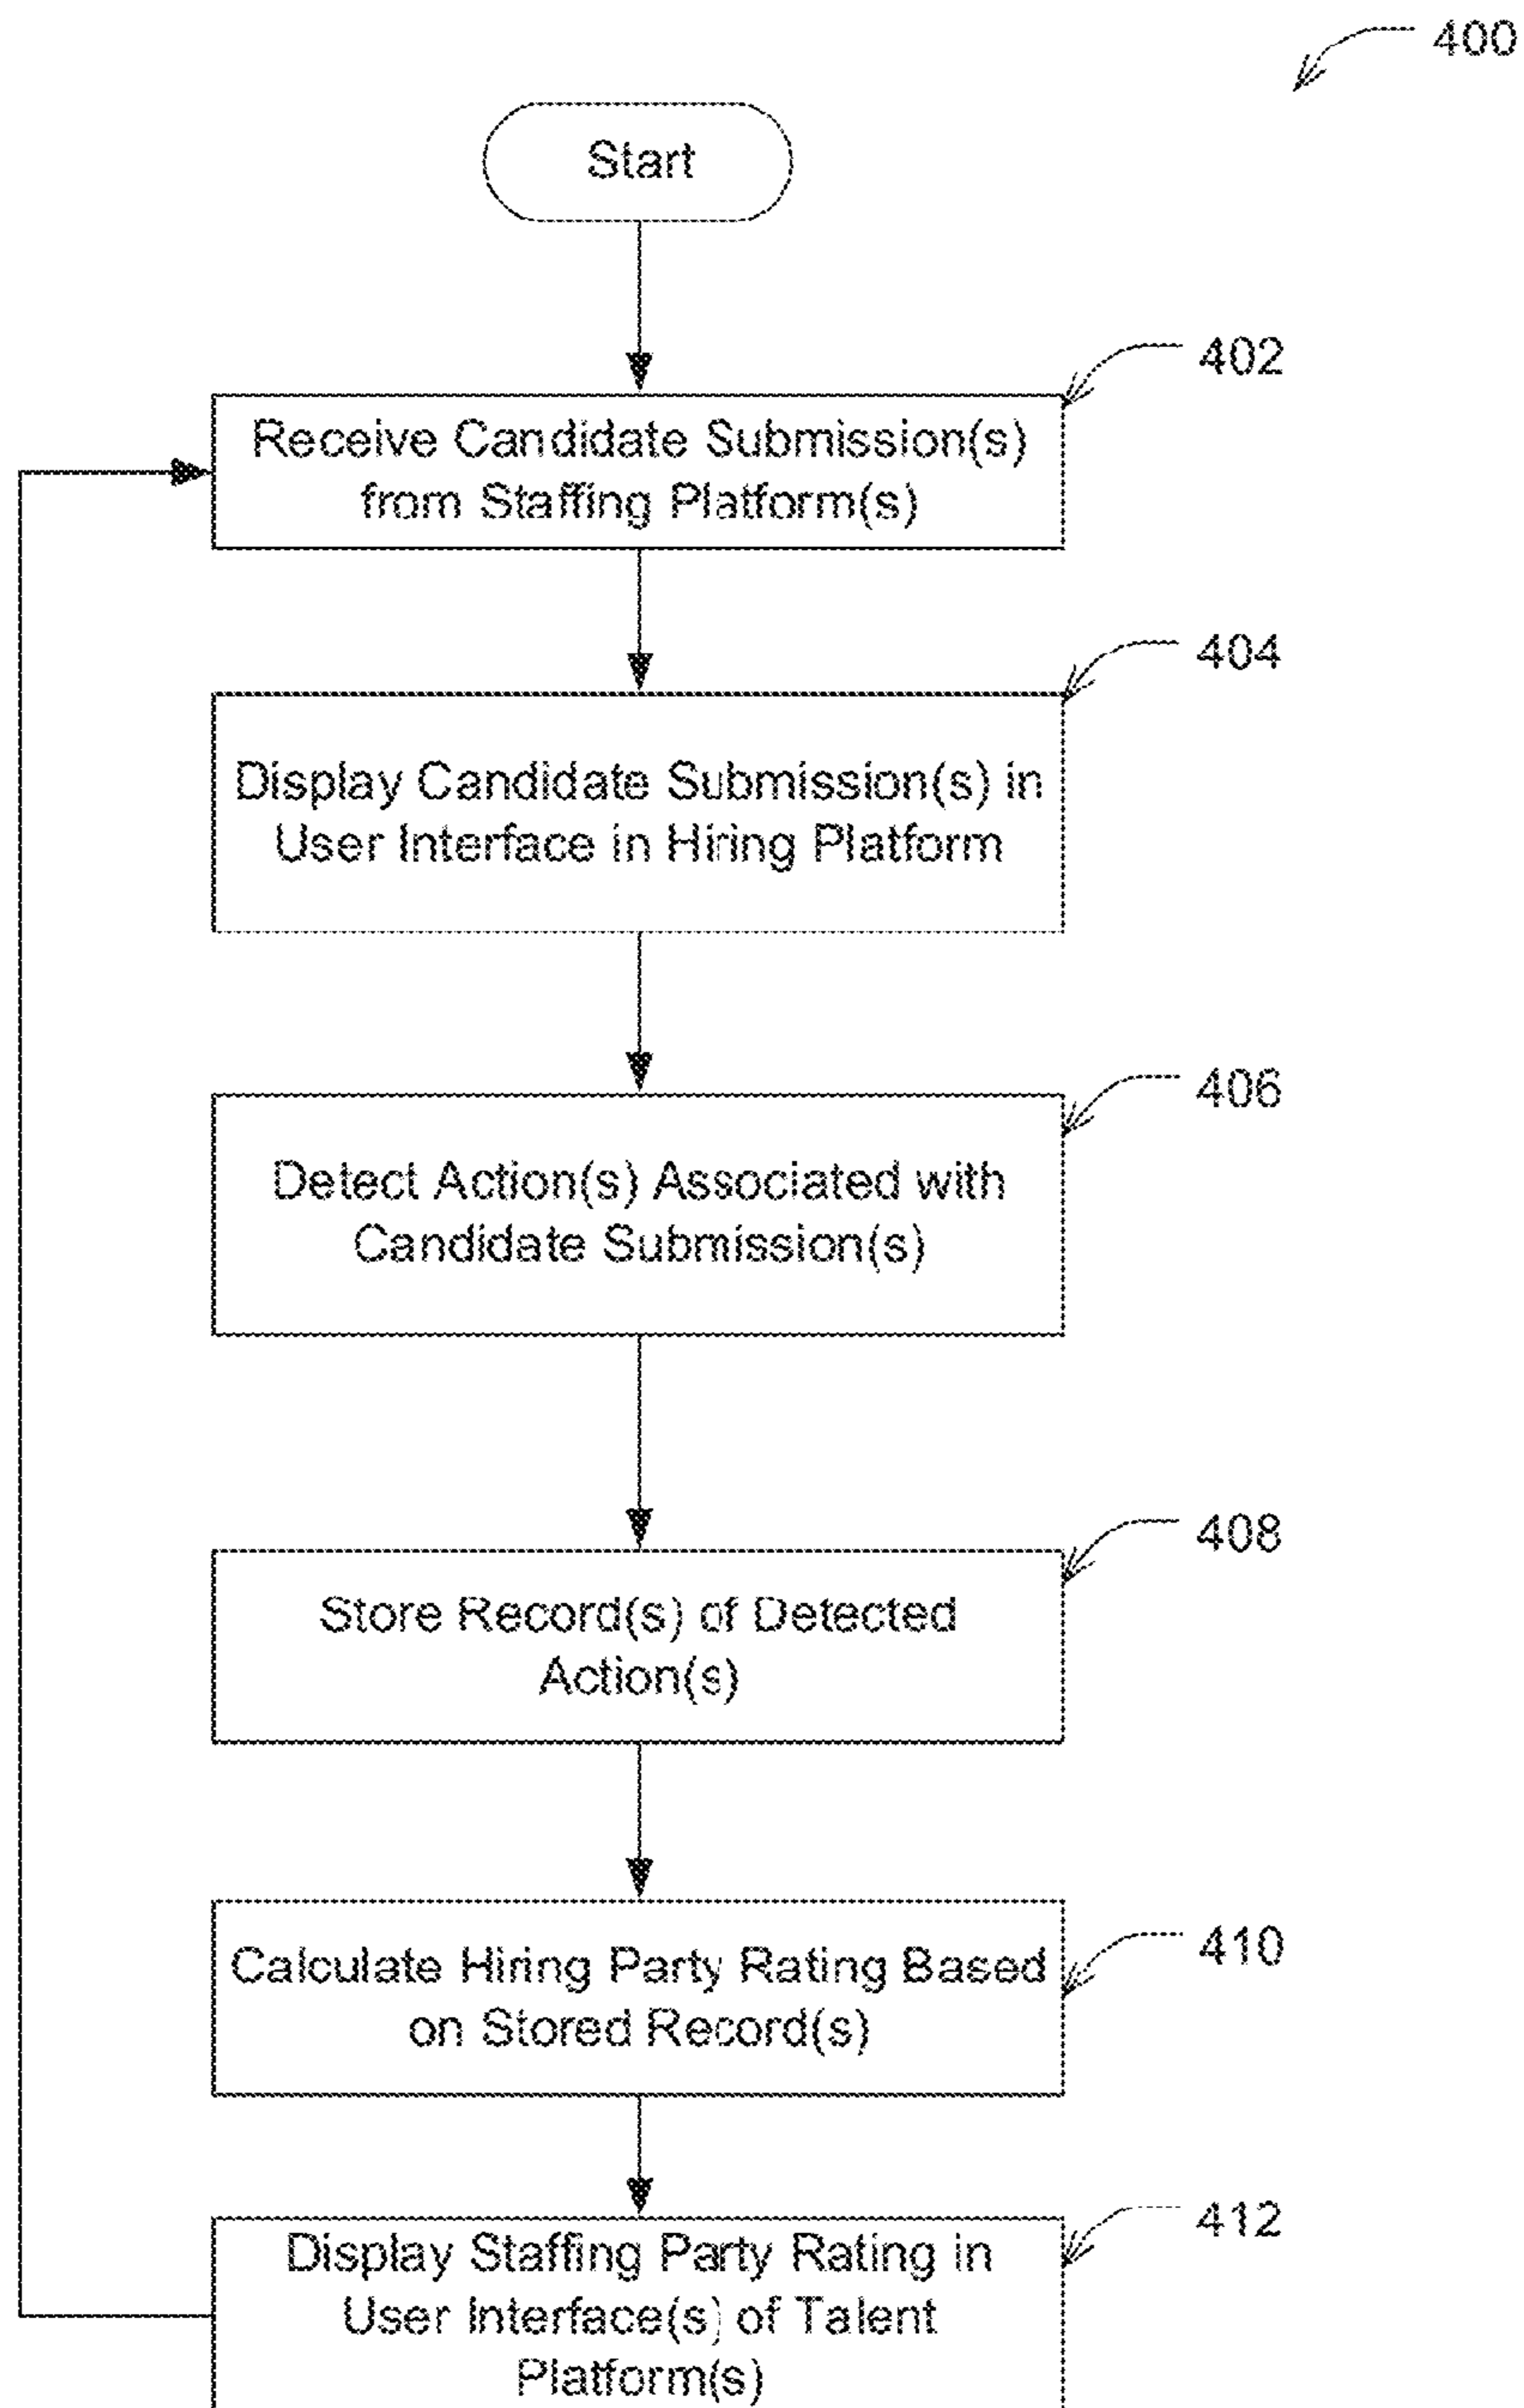 400
Start
402
Receive Candidate Submission(s)
from Staffing Platform(s)
404
Display Candidate Submission(s) in
User Interface in Hiring Platform
406
Detect Action(s) Associated with
Candidate Submission(s)
408
Store Record(s) of Detected
Action(s)
410
Calculate Hiring Party Rating Based
on Stored Record(s)
412
Display Staffing Party Rating in
User Interface(s) of Talent
Platform(s)